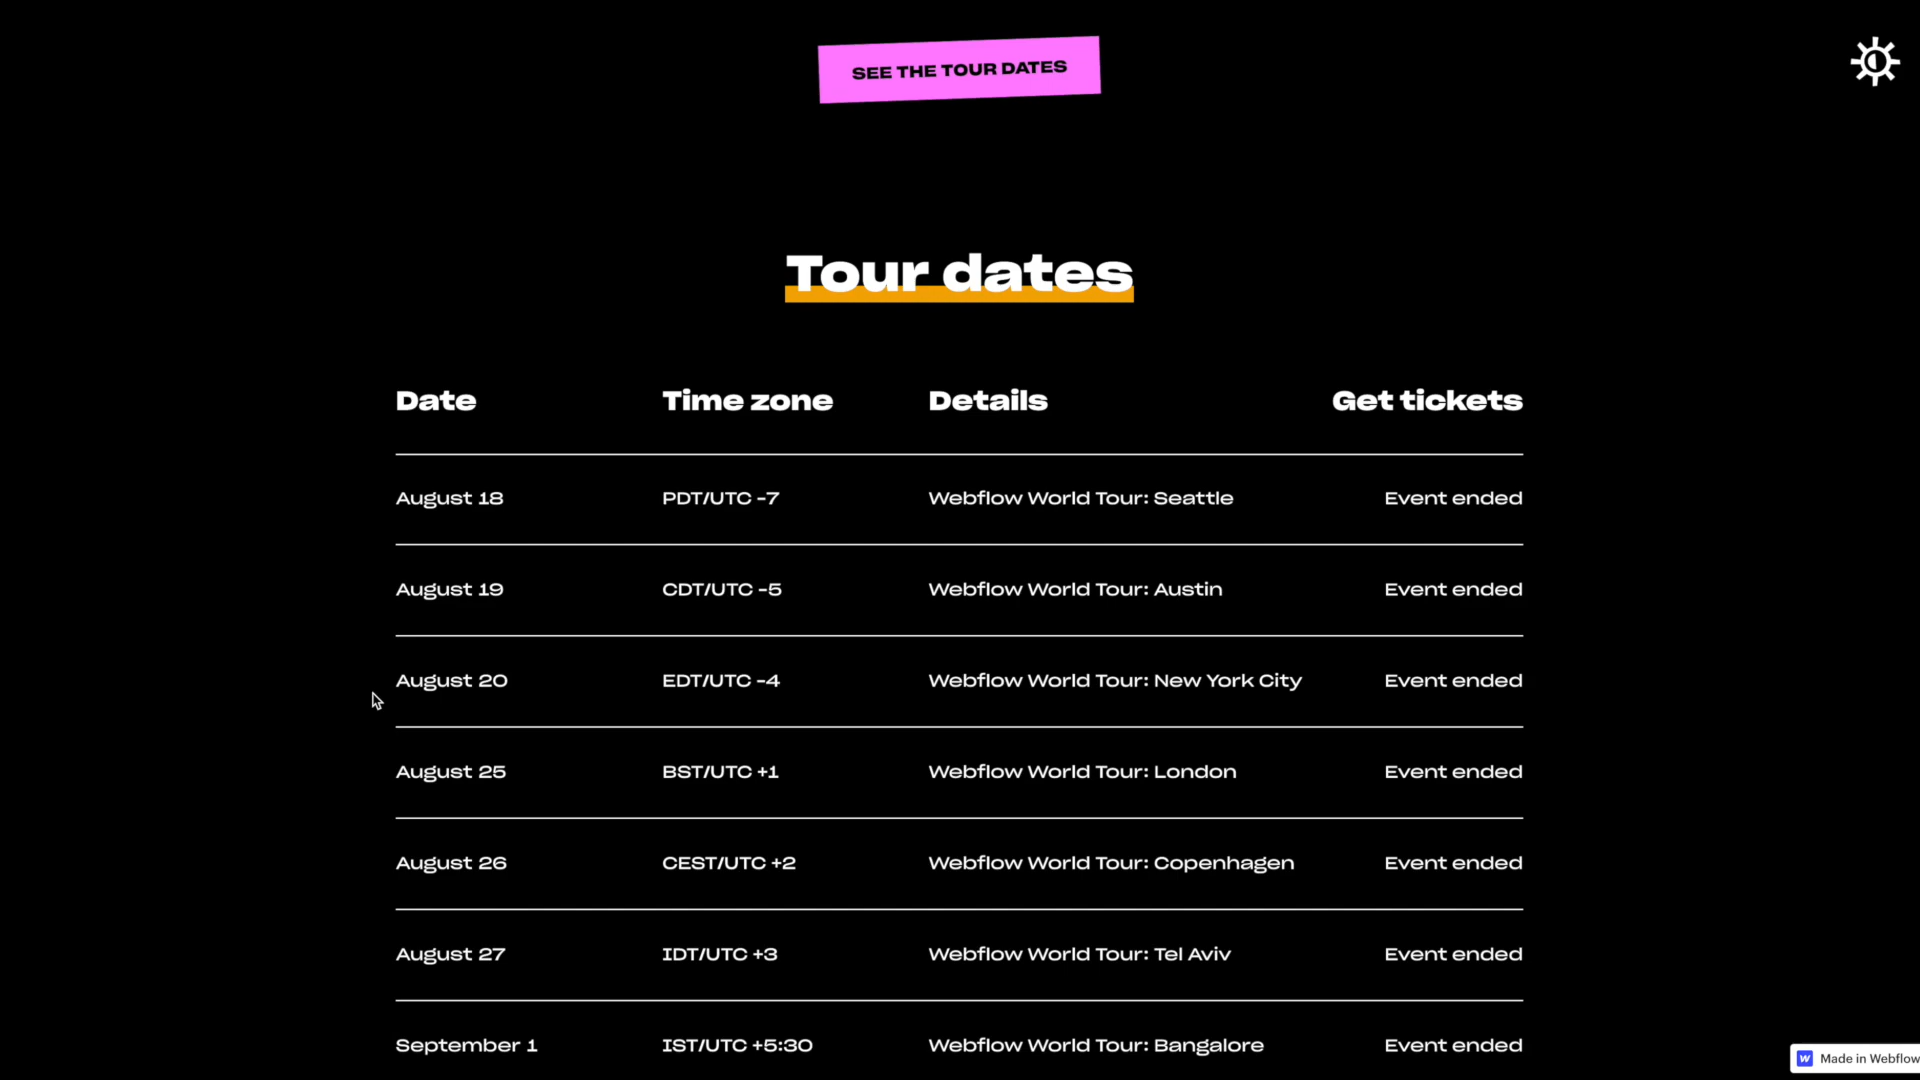 SEE THE TOUR DATES
Tour dates
Date Time zone Details Get tickets
August 18 PDT/UTC -7 Webflow World Tour: Seattle Event ended
August 19 CDT/UTC -5 Webflow World Tour: Austin Event ended
August 20 EDT/UTC -4 Webflow World Tour: New York City Event ended
August 25 BST/UTC +1 Webflow World Tour: London Event ended
August 26 CEST/UTC +2 Webflow World Tour: Copenhagen Event ended
August 27 IDT/UTC +3 Webflow World Tour: Tel Aviv Event ended
September 1 IST/UTC +5:30 Webflow World Tour: Bangalore Event ended
W Made in Webflow